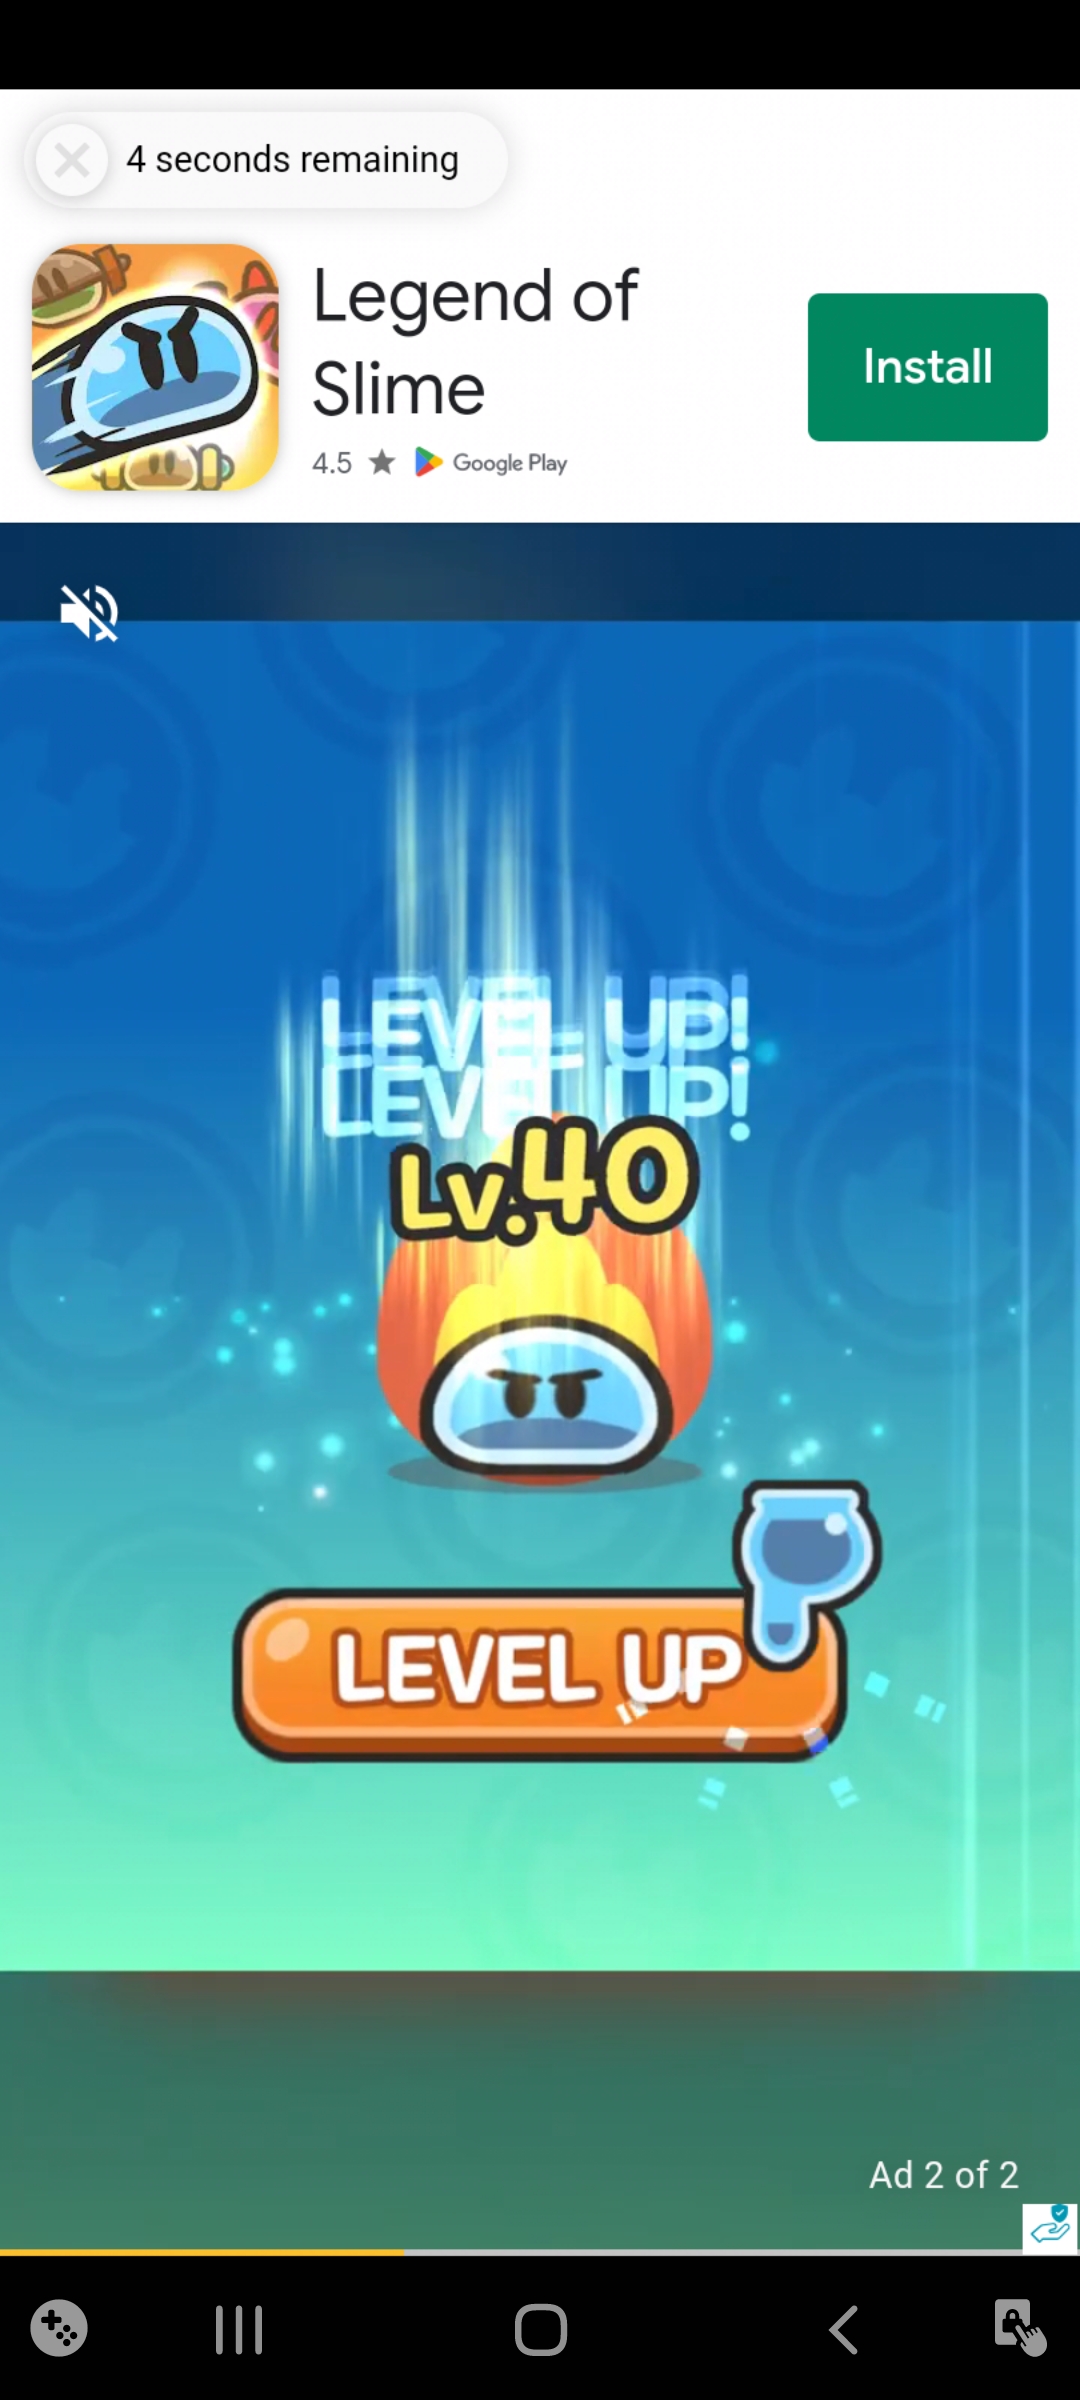 4 seconds remaining
Legend of
Slime
Install
4.5 ★ Google Play
LEVEL UP!
LEVEL UP!
Lv.40
LEVEL UP
Ad 2 of 2